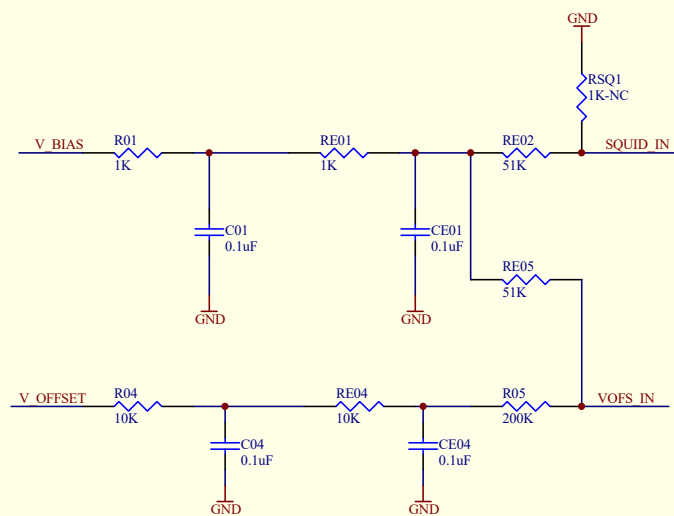 GND
RSQ1
1K-NC
V_BIAS
R01
1K
RE01
1K
RE02
51K
SQUID_IN
C01
0.1uF
CE01
0.1uF
RE05
51K
GND
GND
V_OFFSET
R04
10K
RE04
10K
R05
200K
VOFS_IN
C04
0.1uF
CE04
0.1uF
GND
GND